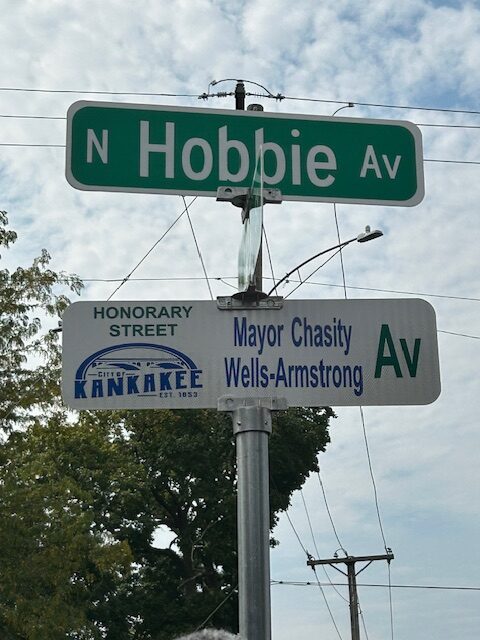 N Hobbie Av
HONORARY
STREET
CITY OF
KANKAKEE
EST. 1853
Mayor Chasity
Wells-Armstrong
Av